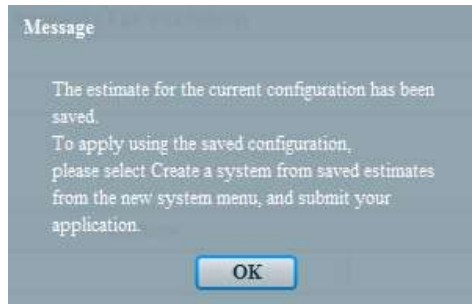 Message
The estimate for the current configuration has been
saved.
To apply using the saved configuration,
please select Create a system from saved estimates
from the new system menu, and submit your
application.
OK